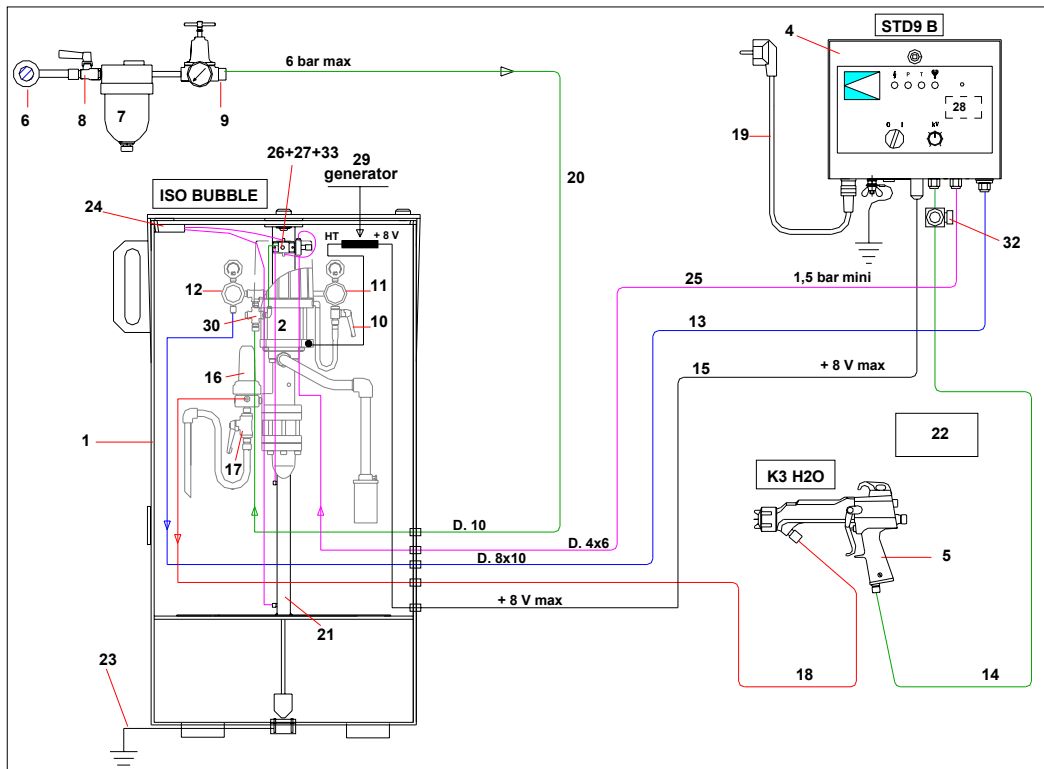 4
STD9 B
6 bar max
P T
28
0 I
kV
6
8
7
9
19
26+27+33
29
generator
20
ISO BUBBLE
24
HT
+ 8 V
32
25
1,5 bar mini
12
11
30
2
10
13
16
15
+ 8 V max
1
17
22
K3 H2O
D. 10
D. 4x6
D. 8x10
5
+ 8 V max
21
23
18
14